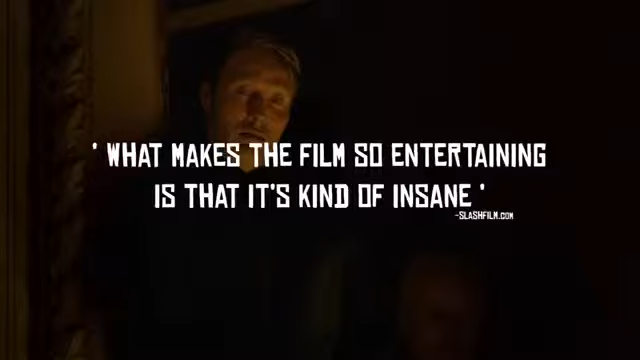 ' WHAT MAKES THE FILM SO ENTERTAINING
IS THAT IT'S KIND OF INSANE '
-SLASHFILM.COM